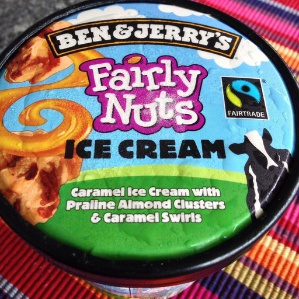 BEN & JERRY'S
Fairly
Nuts
FAIRTRADE
ICE CREAM
Caramel Ice Cream with
Praline Almond Clusters
& Caramel Swirls